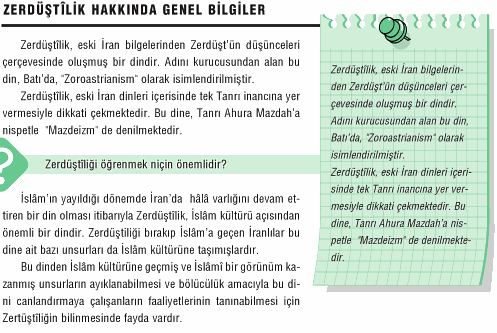 ZERDÜŞTÎLİK HAKKINDA GENEL BİLGİLER
Zerdüştîlik, eski İran bilgelerinden Zerdüşt'ün düşünceleri
çerçevesinde oluşmuş bir dindir. Adını kurucusundan alan bu
din, Batı'da, "Zoroastrianism" olarak isimlendirilmiştir.
Zerdüştîlik, eski İran dinleri içerisinde tek Tanrı inancına yer
vermesiyle dikkati çekmektedir. Bu dine, Tanrı Ahura Mazdah'a
nispetle "Mazdeizm" de denilmektedir.
? Zerdüştîliği öğrenmek niçin önemlidir?
İslâm'ın yayıldığı dönemde İran'da hâlâ varlığını devam et-
tiren bir din olması itibarıyla Zerdüştîlik, İslâm kültürü açısından
önemli bir dindir. Zerdüştîliği bırakıp İslâm'a geçen İranlılar bu
dine ait bazı unsurları da İslâm kültürüne taşımışlardır.
Bu dinden İslâm kültürüne geçmiş ve İslâmî bir görünüm ka-
zanmış unsurların ayıklanabilmesi ve bölücülük amacıyla bu di-
ni canlandırmaya çalışanların faaliyetlerinin tanınabilmesi için
Zertüştîliğin bilinmesinde fayda vardır.
Zerdüştîlik, eski İran bilgelerin-
den Zerdüşt'ün düşünceleri çer-
çevesinde oluşmuş bir dindir.
Adını kurucusundan alan bu din,
Batı'da, "Zoroastrianism" olarak
isimlendirilmiştir.
Zerdüştîlik, eski İran dinleri içeri-
sinde tek Tanrı inancına yer ver-
mesiyle dikkati çekmektedir. Bu
dine, Tanrı Ahura Mazdah'a nis-
petle "Mazdeizm" de denilmekte-
dir.